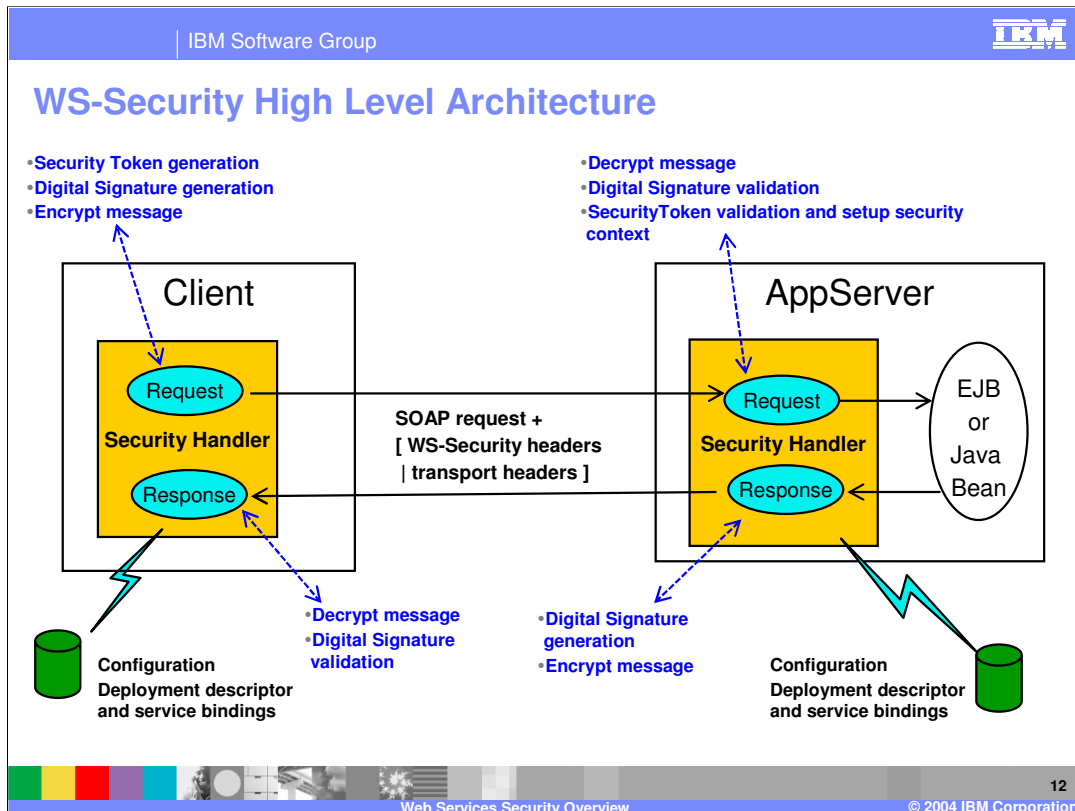 IBM Software Group
IBM
WS-Security High Level Architecture
•Security Token generation
•Digital Signature generation
•Encrypt message
•Decrypt message
•Digital Signature validation
•SecurityToken validation and setup security
context
Client
AppServer
Request
Security Handler
Response
SOAP request +
[ WS-Security headers
| transport headers ]
Request
Security Handler
Response
EJB
or
Java
Bean
•Decrypt message
•Digital Signature
validation
•Digital Signature
generation
•Encrypt message
Configuration
Deployment descriptor
and service bindings
Configuration
Deployment descriptor
and service bindings
12
Web Services Security Overview
© 2004 IBM Corporation